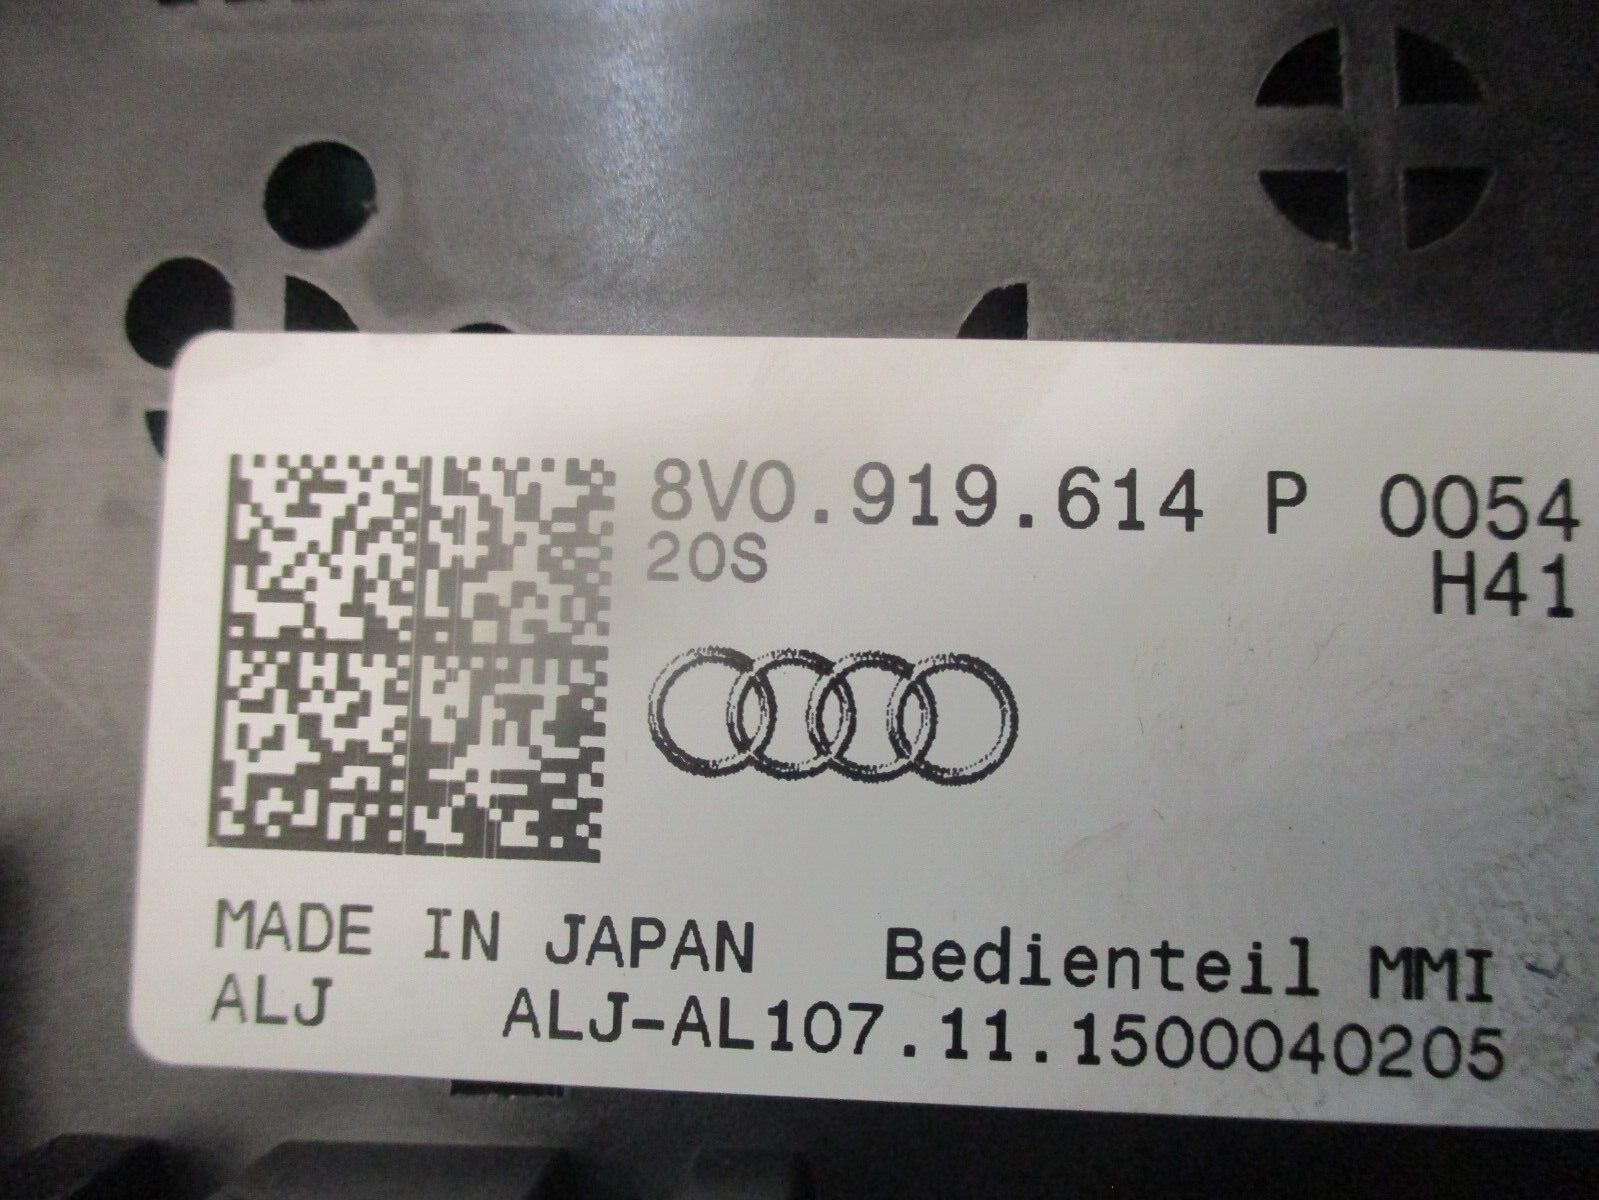 8V0.919.614 P 0054
20S H41
MADE IN JAPAN Bedienteil MMI
ALJ ALJ-AL107.11.1500040205